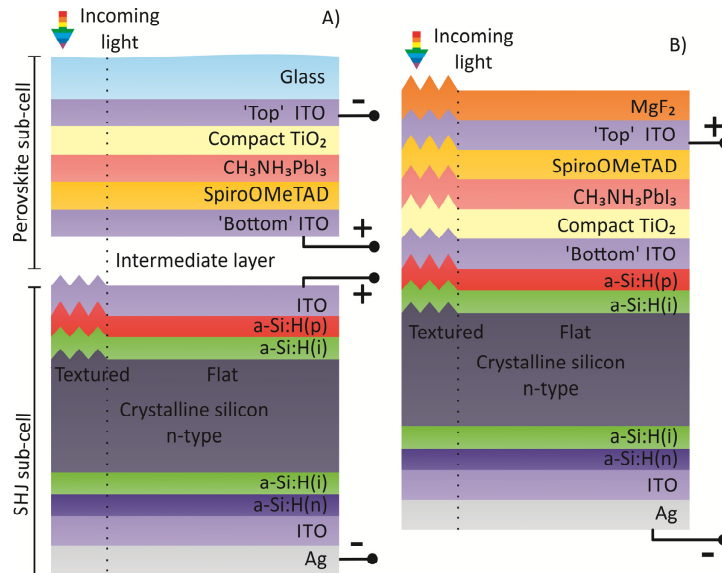 Incoming
light
A)
Perovskite sub-cell
Glass
'Top' ITO
−
Compact TiO₂
CH₃NH₃PbI₃
SpiroOMeTAD
'Bottom' ITO
+
Intermediate layer
SHJ sub-cell
+
ITO
a-Si:H(p)
a-Si:H(i)
Textured Flat
Crystalline silicon
n-type
a-Si:H(i)
a-Si:H(n)
ITO
Ag
−
Incoming
light
B)
MgF₂
+
'Top' ITO
SpiroOMeTAD
CH₃NH₃PbI₃
Compact TiO₂
'Bottom' ITO
a-Si:H(p)
a-Si:H(i)
Textured Flat
Crystalline silicon
n-type
a-Si:H(i)
a-Si:H(n)
ITO
Ag
−